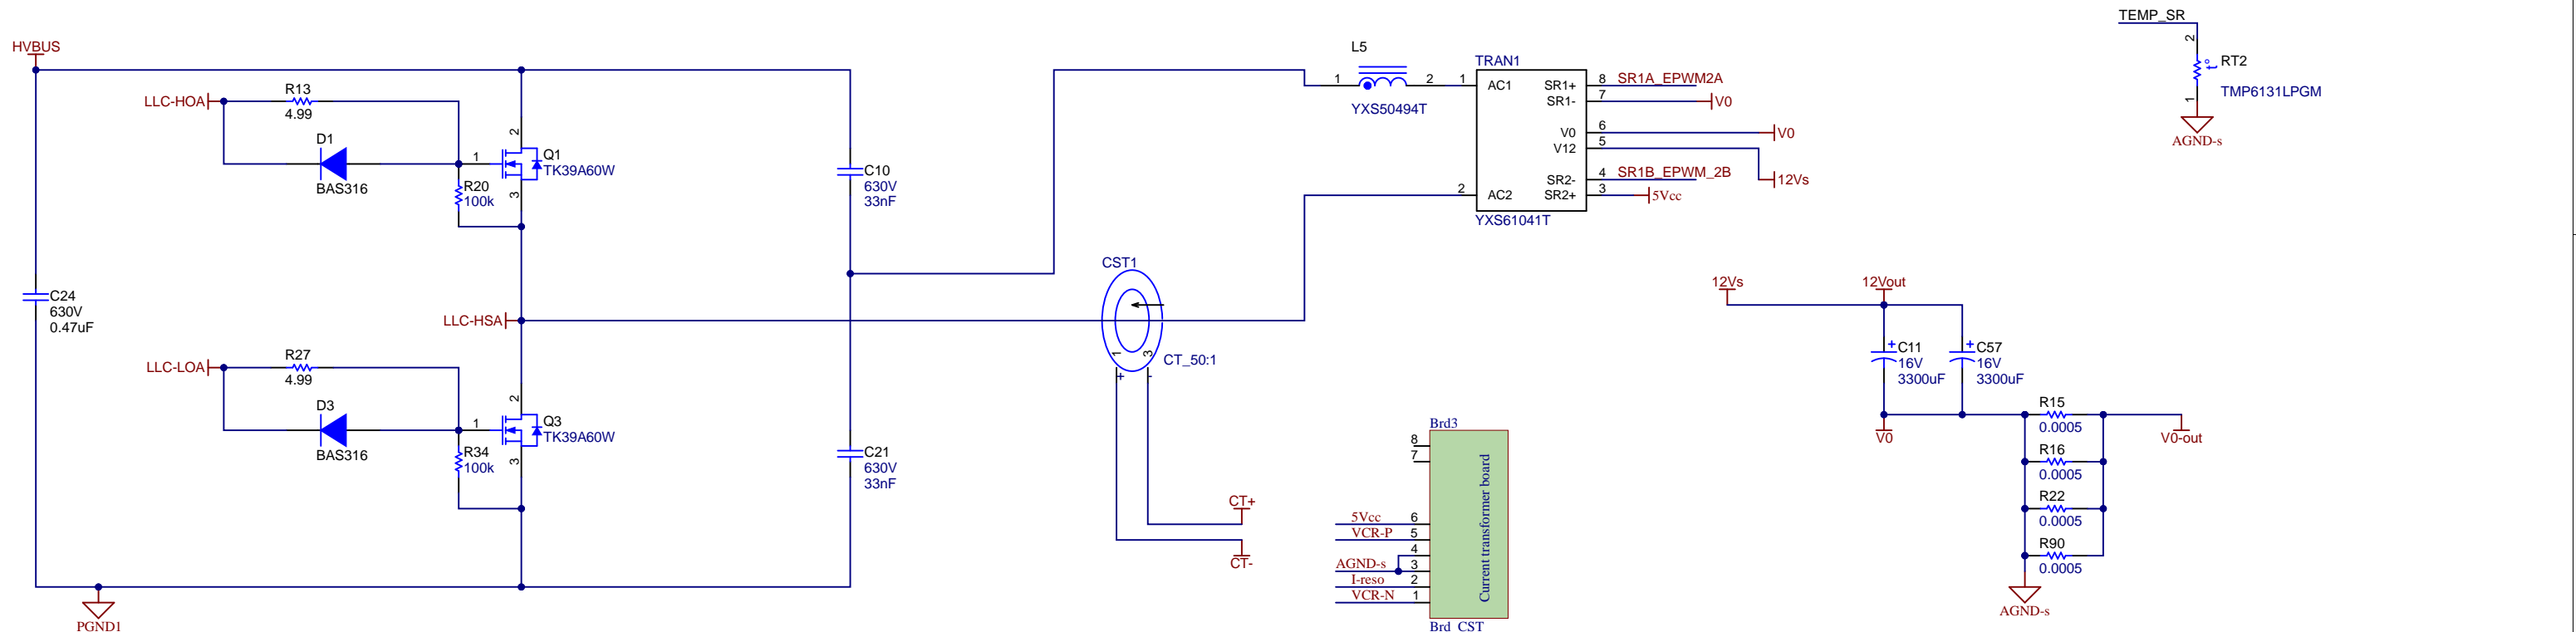 HVBUS
C24
630V
0.47uF
PGND1
LLC-HOA
R13
4.99
D1
BAS316
R20
100k
1
2
3
Q1
TK39A60W
LLC-HSA
LLC-LOA
R27
4.99
D3
BAS316
R34
100k
1
2
3
Q3
TK39A60W
C10
630V
33nF
C21
630V
33nF
CST1
1
3
+
-
CT_50:1
CT+
CT-
L5
1
2
YXS50494T
TRAN1
1 AC1
2 AC2
SR1+ 8 SR1A_EPWM2A
SR1- 7 V0
V0 6 V0
V12 5 12Vs
SR2- 4 SR1B_EPWM_2B
SR2+ 3 5Vcc
YXS61041T
Brd3
8
7
5Vcc 6
VCR-P 5
4
AGND-s 3
I-reso 2
VCR-N 1
Current transformer board
Brd CST
TEMP_SR
2
1
RT2
t°
TMP6131LPGM
AGND-s
12Vs
12Vout
+
C11
16V
3300uF
+
C57
16V
3300uF
V0
R15
0.0005
R16
0.0005
R22
0.0005
R90
0.0005
V0-out
AGND-s